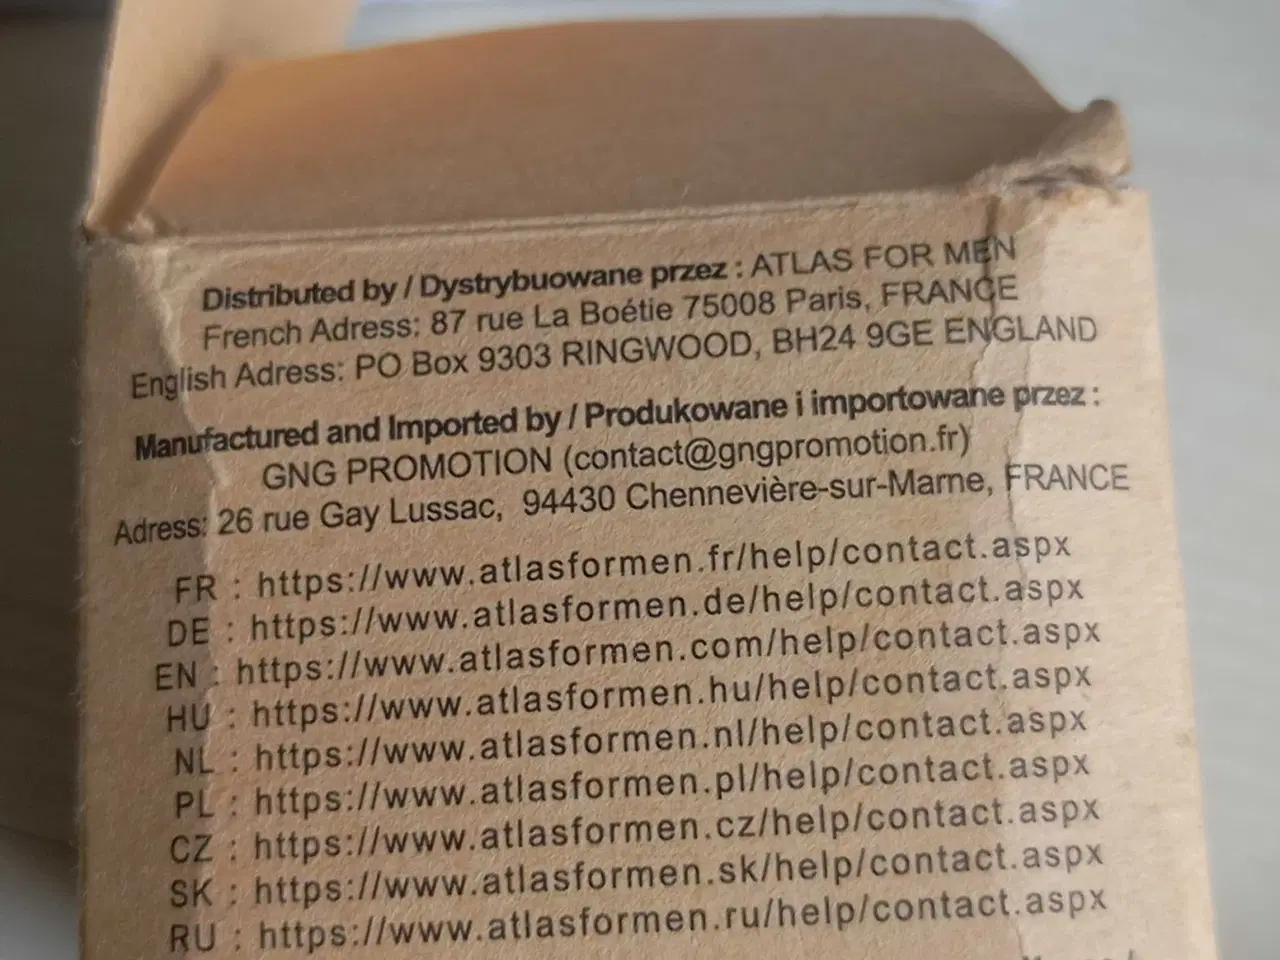 Distributed by / Dystrybuowane przez : ATLAS FOR MEN
French Adress: 87 rue La Boétie 75008 Paris, FRANCE
English Adress: PO Box 9303 RINGWOOD, BH24 9GE ENGLAND
Manufactured and Imported by / Produkowane i importowane przez :
GNG PROMOTION (contact@gngpromotion.fr)
Adress: 26 rue Gay Lussac, 94430 Chennevière-sur-Marne, FRANCE
FR : https://www.atlasformen.fr/help/contact.aspx
DE : https://www.atlasformen.de/help/contact.aspx
EN : https://www.atlasformen.com/help/contact.aspx
HU : https://www.atlasformen.hu/help/contact.aspx
NL : https://www.atlasformen.nl/help/contact.aspx
PL : https://www.atlasformen.pl/help/contact.aspx
CZ : https://www.atlasformen.cz/help/contact.aspx
SK : https://www.atlasformen.sk/help/contact.aspx
RU : https://www.atlasformen.ru/help/contact.aspx